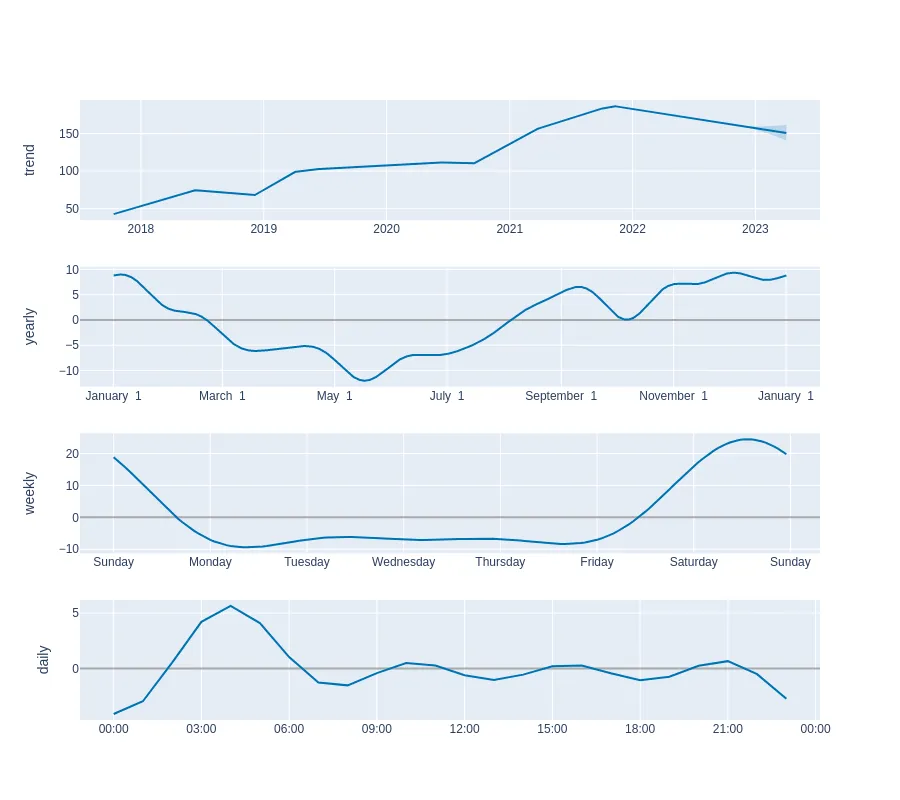 trend
150
100
50
2018 2019 2020 2021 2022 2023
yearly
10
5
0
−5
−10
January 1 March 1 May 1 July 1 September 1 November 1 January 1
weekly
20
10
0
−10
Sunday Monday Tuesday Wednesday Thursday Friday Saturday Sunday
daily
5
0
00:00 03:00 06:00 09:00 12:00 15:00 18:00 21:00 00:00